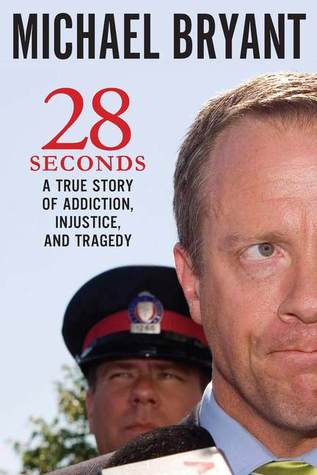 MICHAEL BRYANT
28
SECONDS
A TRUE STORY
OF ADDICTION,
INJUSTICE,
AND TRAGEDY